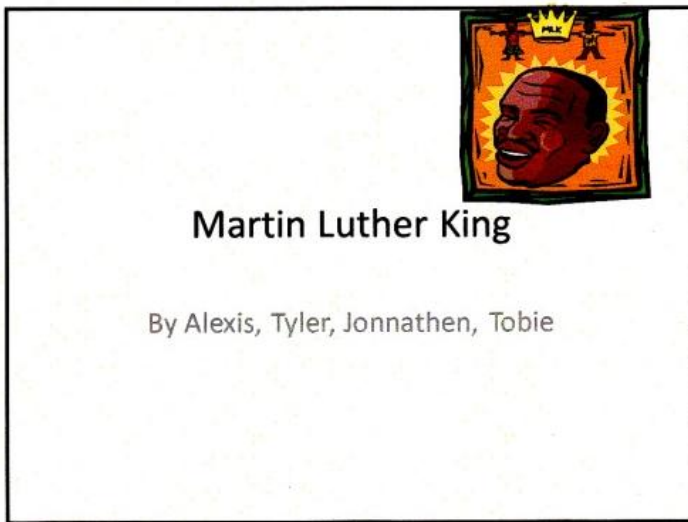 MLK
Martin Luther King
By Alexis, Tyler, Jonnathen, Tobie